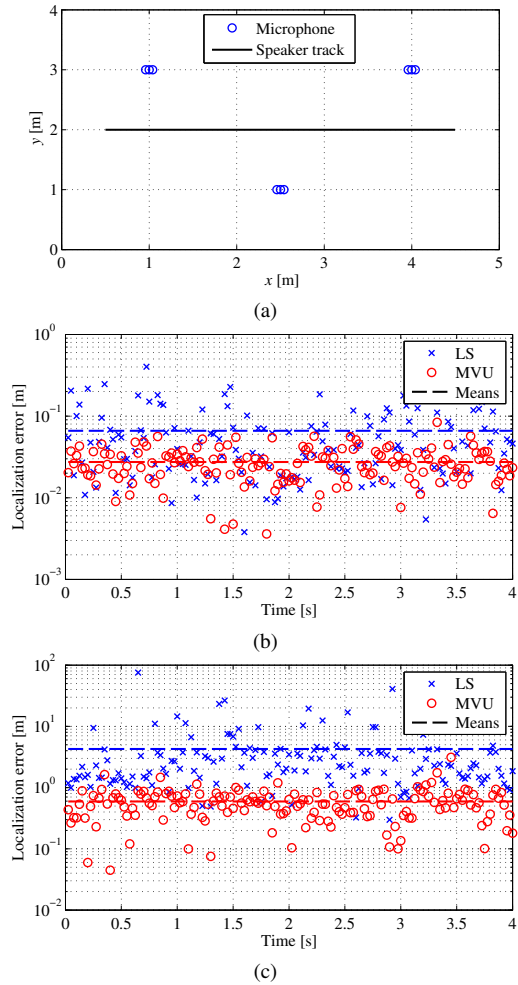 4
3
2
1
0
y [m]
Microphone
Speaker track
0
1
2
3
4
5
x [m]
(a)
10^0
10^-1
10^-2
10^-3
Localization error [m]
LS
MVU
Means
0
0.5
1
1.5
2
2.5
3
3.5
4
Time [s]
(b)
10^2
10^1
10^0
10^-1
10^-2
Localization error [m]
LS
MVU
Means
0
0.5
1
1.5
2
2.5
3
3.5
4
Time [s]
(c)